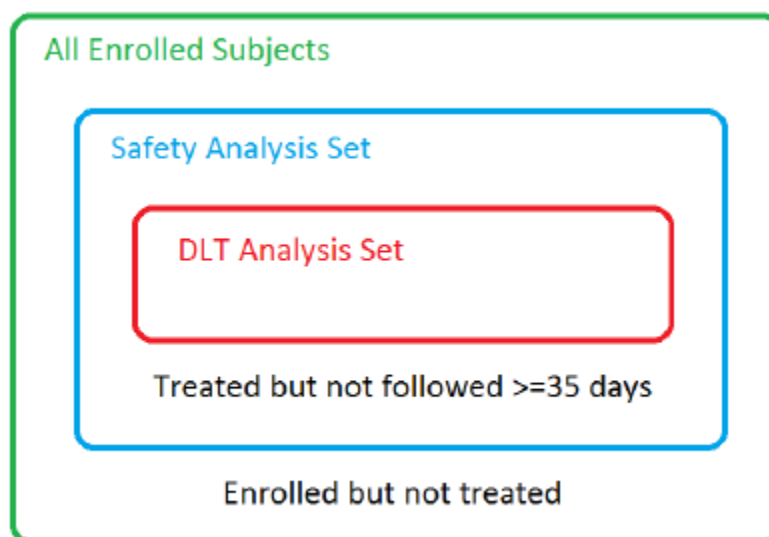 All Enrolled Subjects
Safety Analysis Set
DLT Analysis Set
Treated but not followed >=35 days
Enrolled but not treated